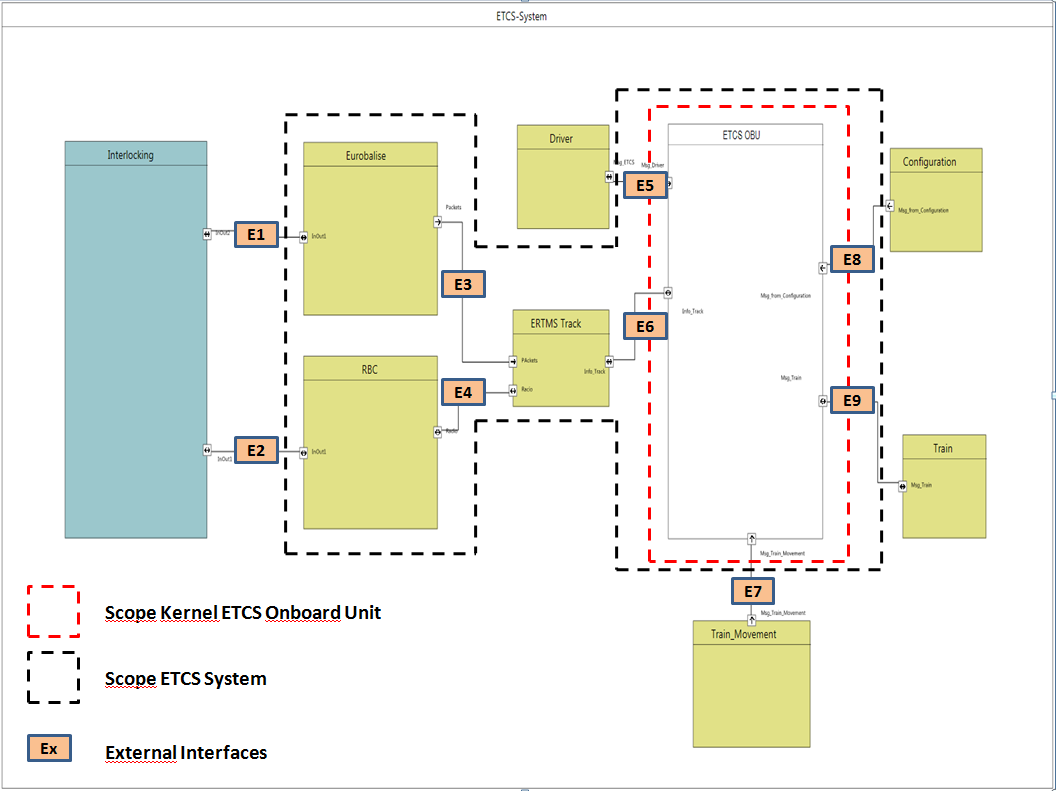 ETCS-System
Interlocking
InOut2
InOut1
E1
E2
Eurobalise
Packets
InOut1
RBC
InOut1
Radio
E3
E4
Driver
Msg_ETCS
Msg_Driver
E5
ERTMS Track
PAckets
Recio
Info_Track
E6
ETCS OBU
Info_Track
Msg_from_Configuration
Msg_Train
Msg_Train_Movement
E8
E9
Configuration
Msg_from_Configuration
Train
Msg_Train
E7
Msg_Train_Movement
Train_Movement
Scope Kernel ETCS Onboard Unit
Scope ETCS System
Ex
External Interfaces